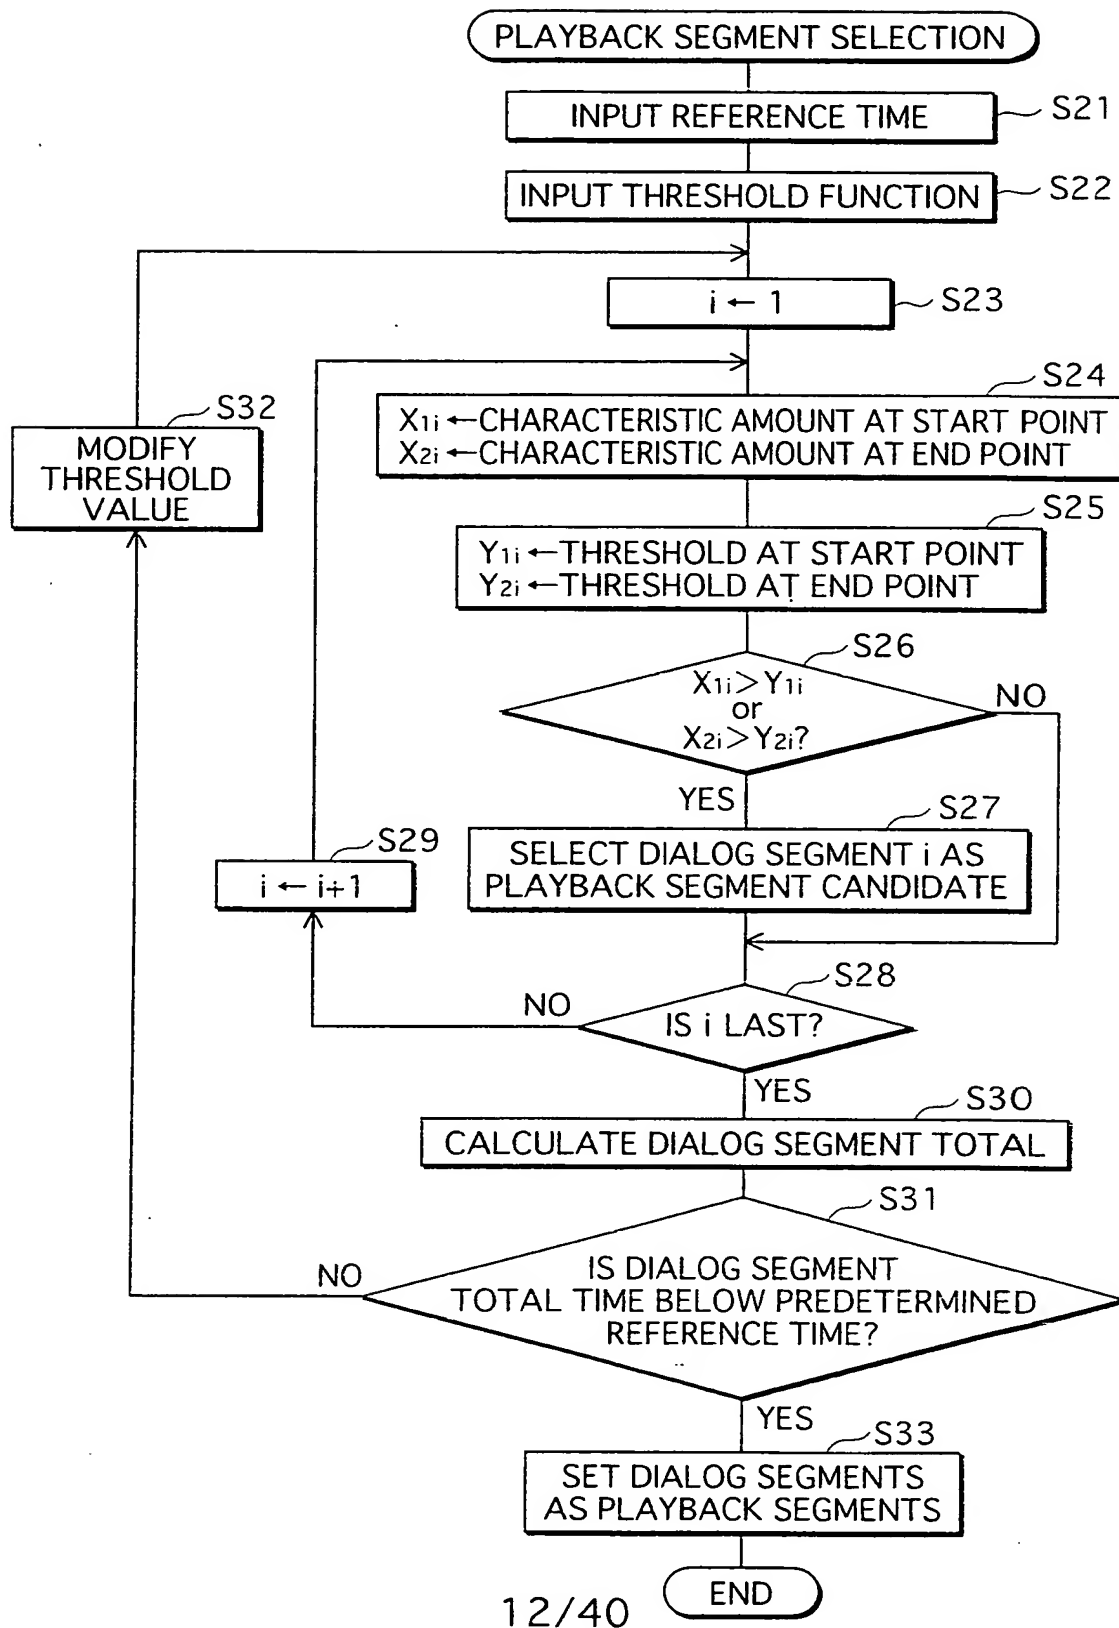 PLAYBACK SEGMENT SELECTION
INPUT REFERENCE TIME
S21
INPUT THRESHOLD FUNCTION
S22
i ← 1
S23
S24
X1i ← CHARACTERISTIC AMOUNT AT START POINT
X2i ← CHARACTERISTIC AMOUNT AT END POINT
S32
MODIFY
THRESHOLD
VALUE
S25
Y1i ← THRESHOLD AT START POINT
Y2i ← THRESHOLD AT END POINT
S26
X1i > Y1i
or
X2i > Y2i?
NO
YES
S27
SELECT DIALOG SEGMENT i AS
PLAYBACK SEGMENT CANDIDATE
S29
i ← i+1
S28
IS i LAST?
NO
YES
S30
CALCULATE DIALOG SEGMENT TOTAL
S31
IS DIALOG SEGMENT
TOTAL TIME BELOW PREDETERMINED
REFERENCE TIME?
NO
YES
S33
SET DIALOG SEGMENTS
AS PLAYBACK SEGMENTS
END
12/40